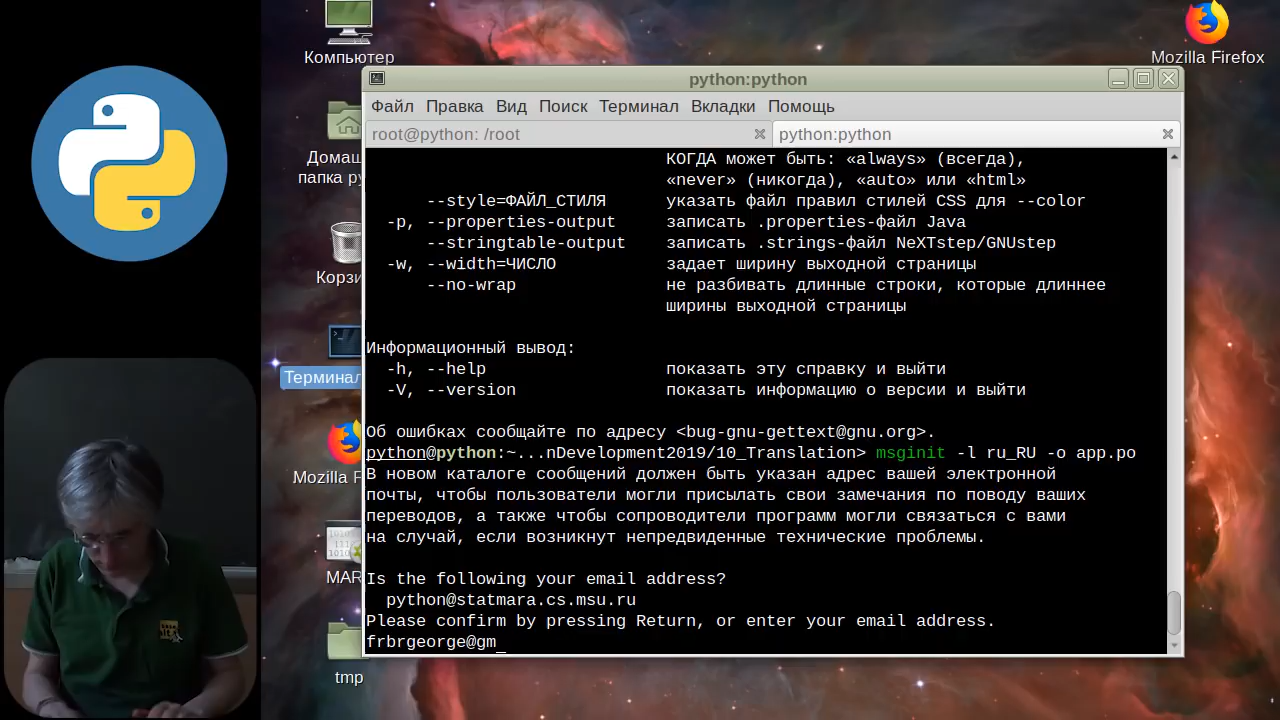 Компьютер
Mozilla Firefox
python:python
Файл Правка Вид Поиск Терминал Вкладки Помощь
root@python: /root
python:python
Домаш
папка py
Корзи
Терминал
Mozilla F
MAR
tmp
КОГДА может быть: «always» (всегда),
«never» (никогда), «auto» или «html»
--style=ФАЙЛ_СТИЛЯ указать файл правил стилей CSS для --color
-p, --properties-output записать .properties-файл Java
--stringtable-output записать .strings-файл NeXTstep/GNUstep
-w, --width=ЧИСЛО задает ширину выходной страницы
--no-wrap не разбивать длинные строки, которые длиннее
ширины выходной страницы
Информационный вывод:
-h, --help показать эту справку и выйти
-V, --version показать информацию о версии и выйти
Об ошибках сообщайте по адресу <bug-gnu-gettext@gnu.org>.
python@python:~...nDevelopment2019/10_Translation> msginit -l ru_RU -o app.po
В новом каталоге сообщений должен быть указан адрес вашей электронной
почты, чтобы пользователи могли присылать свои замечания по поводу ваших
переводов, а также чтобы сопроводители программ могли связаться с вами
на случай, если возникнут непредвиденные технические проблемы.
Is the following your email address?
python@statmara.cs.msu.ru
Please confirm by pressing Return, or enter your email address.
frbrgeorge@gm_